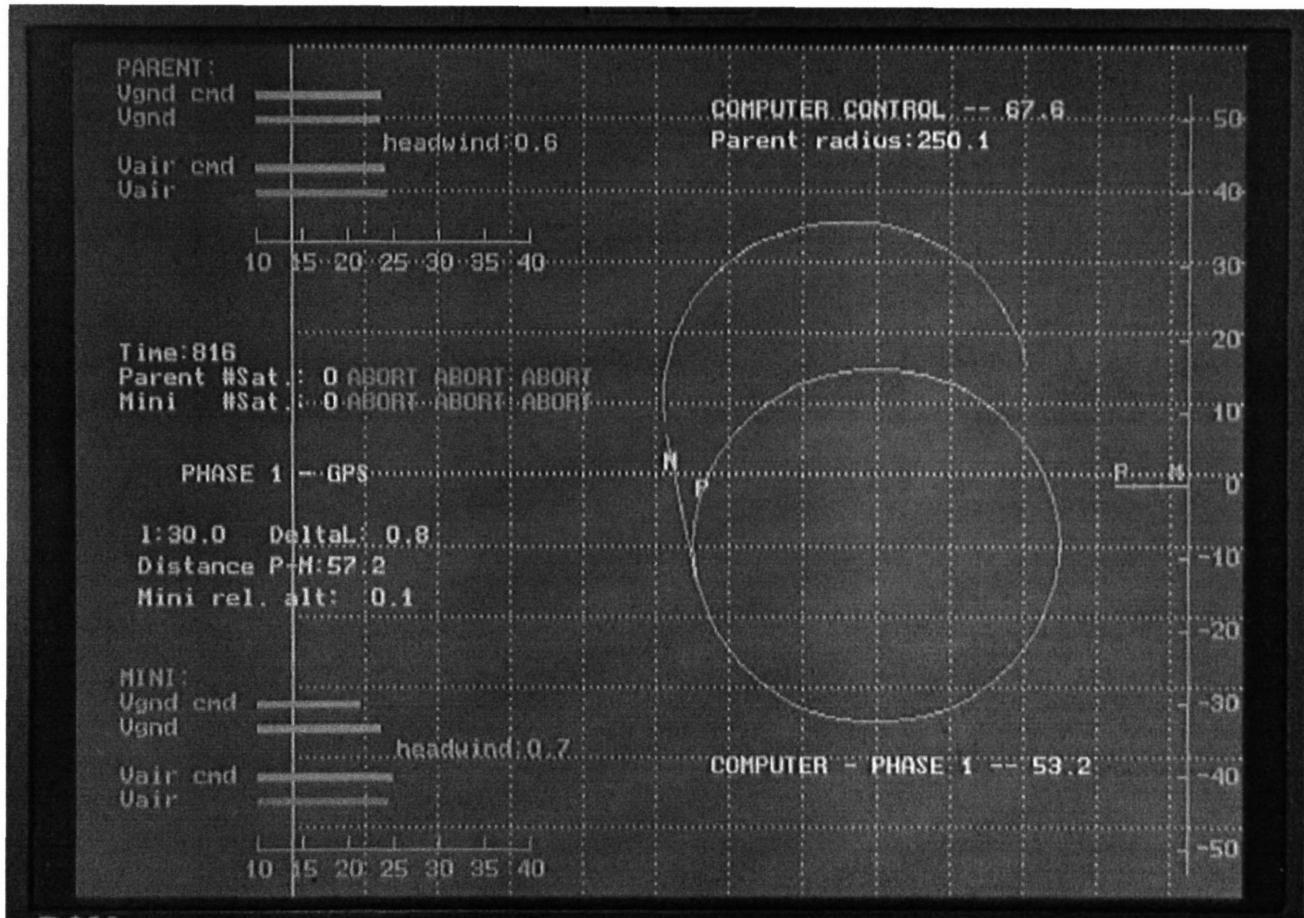 PARENT:
Vgnd cmd
Vgnd
headwind:0.6
Vair cmd
Vair
10 15 20 25 30 35 40
COMPUTER CONTROL -- 67.6
Parent radius:250.1
50
40
30
20
10
0
-10
-20
-30
-40
-50
Time:816
Parent #Sat.: 0 ABORT ABORT ABORT
Mini #Sat.: 0 ABORT ABORT ABORT
PHASE 1 - GPS
M
P
P M
l:30.0 DeltaL: 0.8
Distance P-M:57.2
Mini rel. alt: 0.1
MINI:
Vgnd cmd
Vgnd
headwind:0.7
Vair cmd
Vair
10 15 20 25 30 35 40
COMPUTER - PHASE 1 -- 53.2